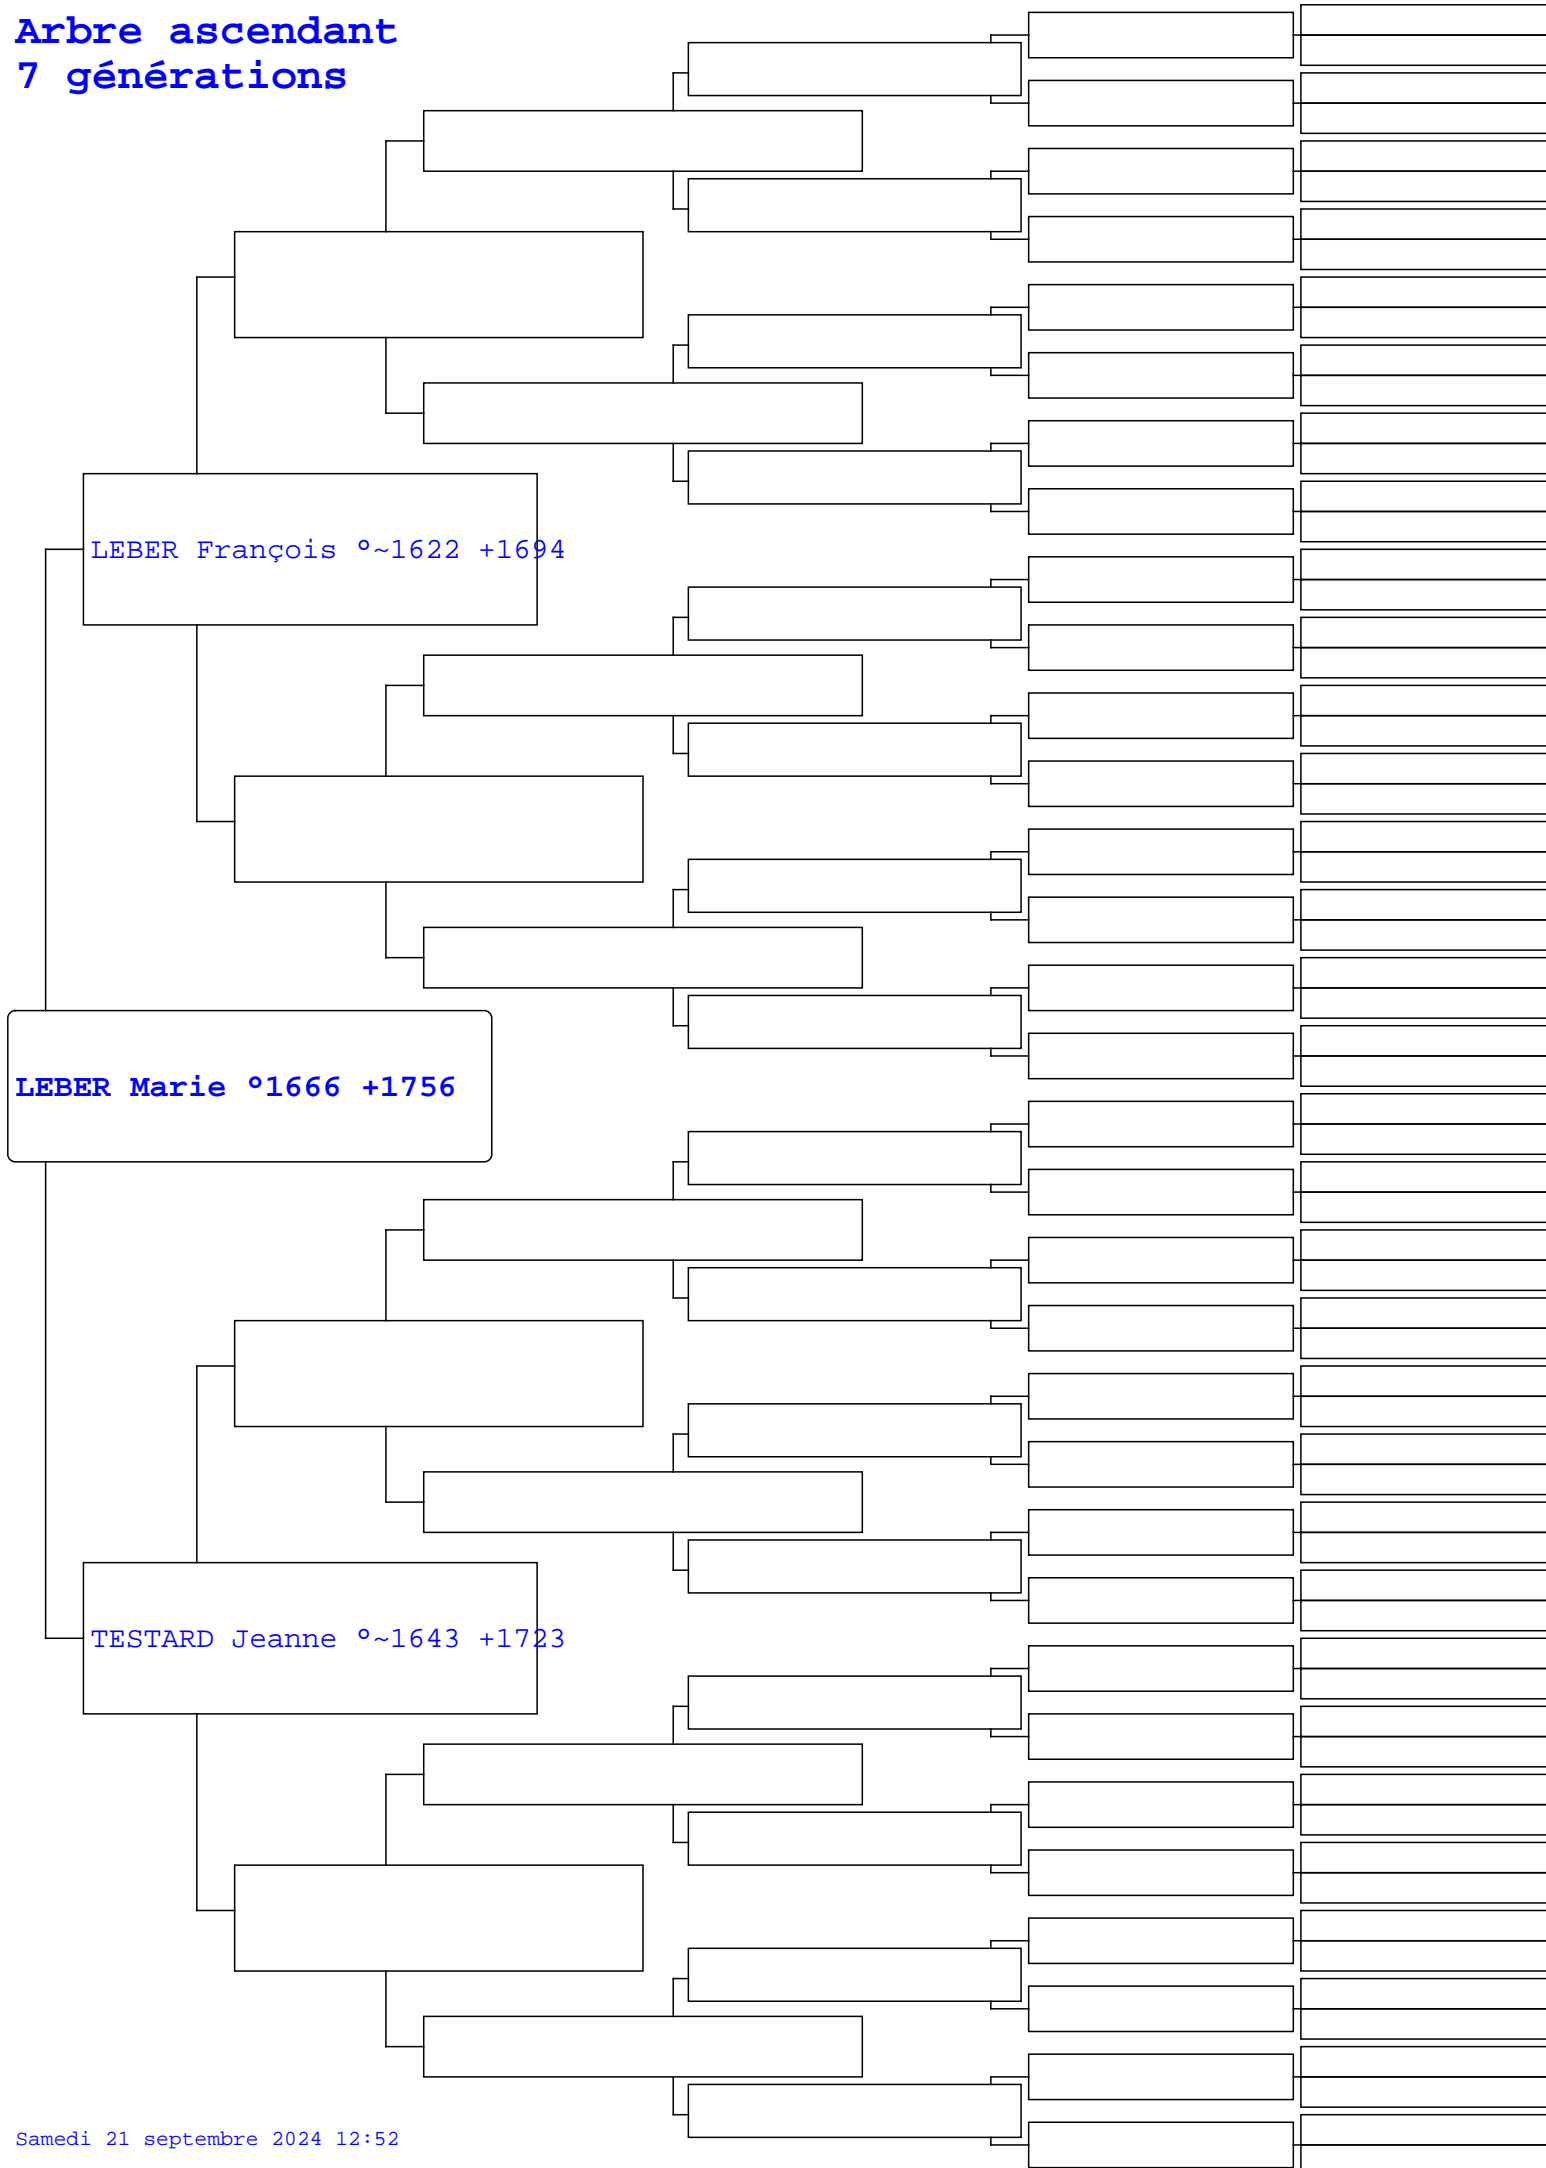 Arbre ascendant
7 générations
LEBER François °~1622 +1694
LEBER Marie °1666 +1756
TESTARD Jeanne °~1643 +1723
Samedi 21 septembre 2024 12:52